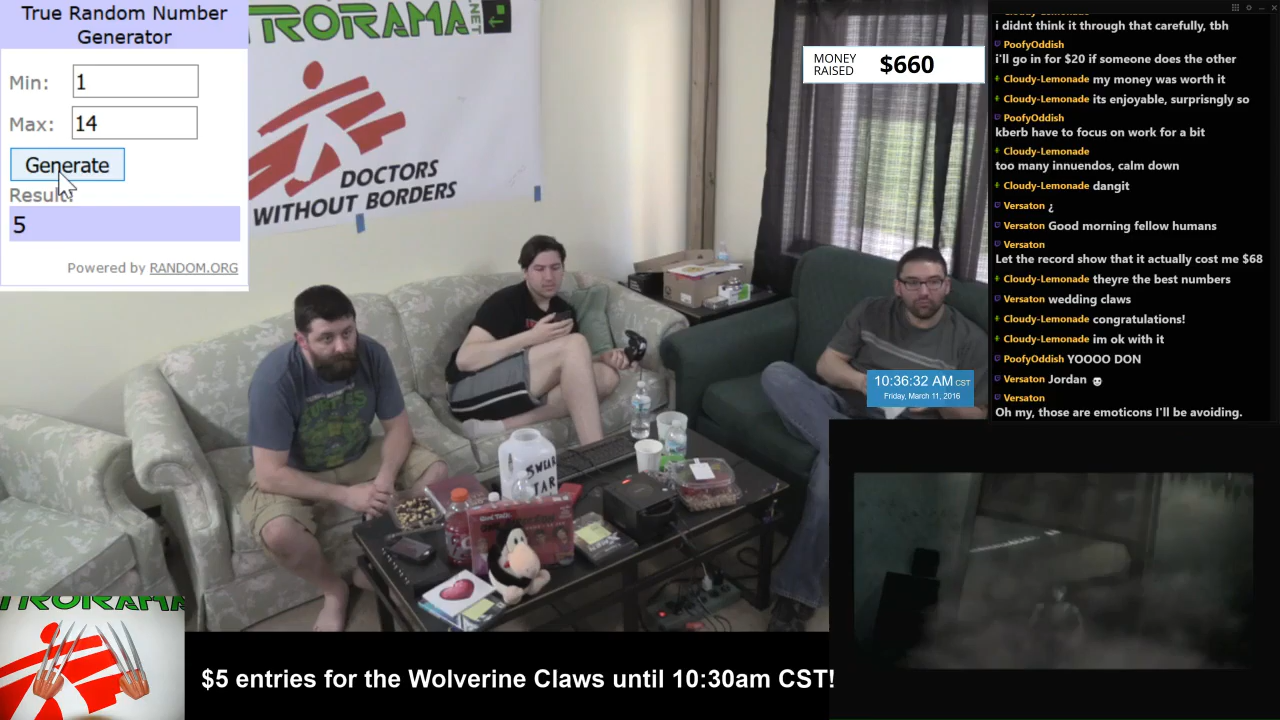 True Random Number
Generator
Min: 1
Max: 14
Generate
Result:
5
Powered by RANDOM.ORG
TRORAMA
.NET
DOCTORS
WITHOUT BORDERS
MONEY
RAISED
$660
Cloudy-Lemonade
i didnt think it through that carefully, tbh
PoofyOddish
i'll go in for $20 if someone does the other
Cloudy-Lemonade my money was worth it
Cloudy-Lemonade its enjoyable, surprisngly so
PoofyOddish
kberb have to focus on work for a bit
Cloudy-Lemonade
too many innuendos, calm down
Cloudy-Lemonade dangit
Versaton ¿
Versaton Good morning fellow humans
Versaton
Let the record show that it actually cost me $68
Cloudy-Lemonade theyre the best numbers
Versaton wedding claws
Cloudy-Lemonade congratulations!
Cloudy-Lemonade im ok with it
PoofyOddish YOOOO DON
Versaton Jordan
Versaton
Oh my, those are emoticons I'll be avoiding.
10:36:32 AM CST
Friday, March 11, 2016
SWEAR
JAR
TRORAMA
$5 entries for the Wolverine Claws until 10:30am CST!